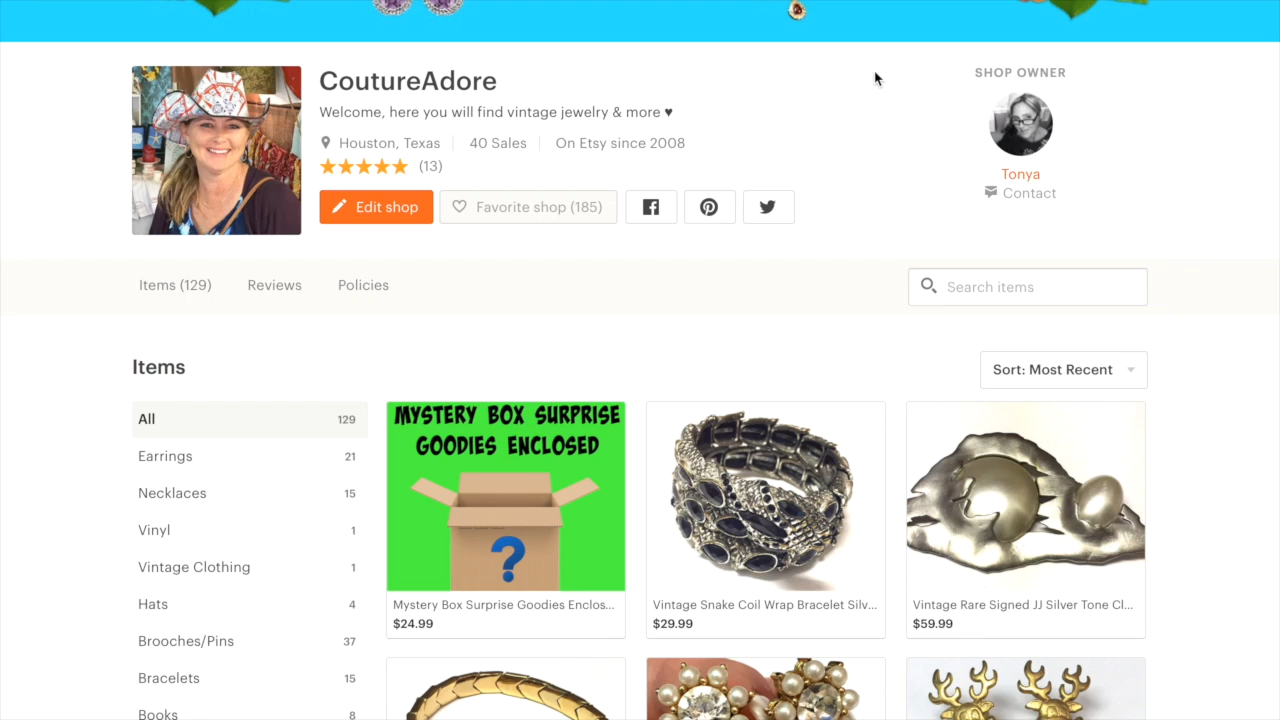 CoutureAdore
Welcome, here you will find vintage jewelry & more ♥
Houston, Texas
40 Sales
On Etsy since 2008
(13)
Edit shop
Favorite shop (185)
SHOP OWNER
Tonya
Contact
Items (129)
Reviews
Policies
Search items
Items
Sort: Most Recent
All 129
Earrings 21
Necklaces 15
Vinyl 1
Vintage Clothing 1
Hats 4
Brooches/Pins 37
Bracelets 15
Books 8
MYSTERY BOX SURPRISE
GOODIES ENCLOSED
?
Mystery Box Surprise Goodies Enclos...
$24.99
Vintage Snake Coil Wrap Bracelet Silv...
$29.99
Vintage Rare Signed JJ Silver Tone Cl...
$59.99